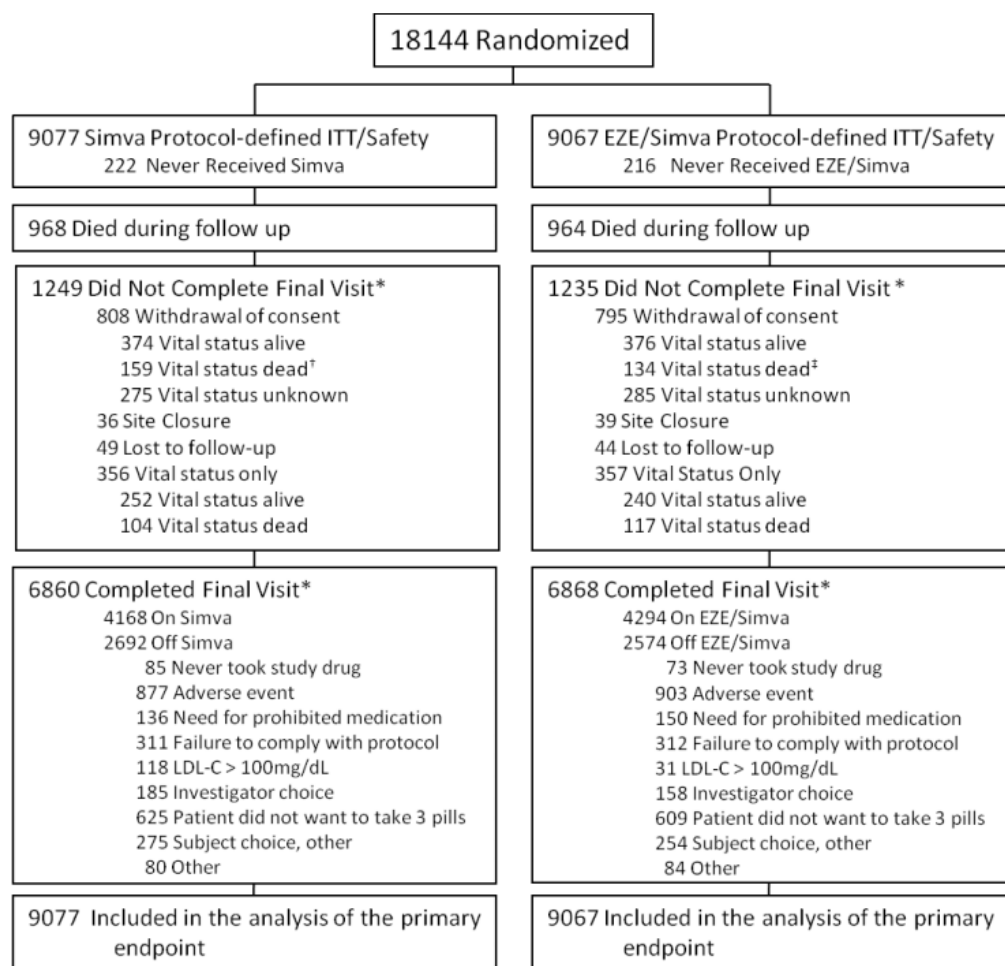 18144 Randomized
9077 Simva Protocol-defined ITT/Safety
222 Never Received Simva
968 Died during follow up
1249 Did Not Complete Final Visit*
808 Withdrawal of consent
374 Vital status alive
159 Vital status dead†
275 Vital status unknown
36 Site Closure
49 Lost to follow-up
356 Vital status only
252 Vital status alive
104 Vital status dead
6860 Completed Final Visit*
4168 On Simva
2692 Off Simva
85 Never took study drug
877 Adverse event
136 Need for prohibited medication
311 Failure to comply with protocol
118 LDL-C > 100mg/dL
185 Investigator choice
625 Patient did not want to take 3 pills
275 Subject choice, other
80 Other
9077 Included in the analysis of the primary
endpoint
9067 EZE/Simva Protocol-defined ITT/Safety
216 Never Received EZE/Simva
964 Died during follow up
1235 Did Not Complete Final Visit *
795 Withdrawal of consent
376 Vital status alive
134 Vital status dead‡
285 Vital status unknown
39 Site Closure
44 Lost to follow-up
357 Vital Status Only
240 Vital status alive
117 Vital status dead
6868 Completed Final Visit*
4294 On EZE/Simva
2574 Off EZE/Simva
73 Never took study drug
903 Adverse event
150 Need for prohibited medication
312 Failure to comply with protocol
31 LDL-C > 100mg/dL
158 Investigator choice
609 Patient did not want to take 3 pills
254 Subject choice, other
84 Other
9067 Included in the analysis of the primary
endpoint